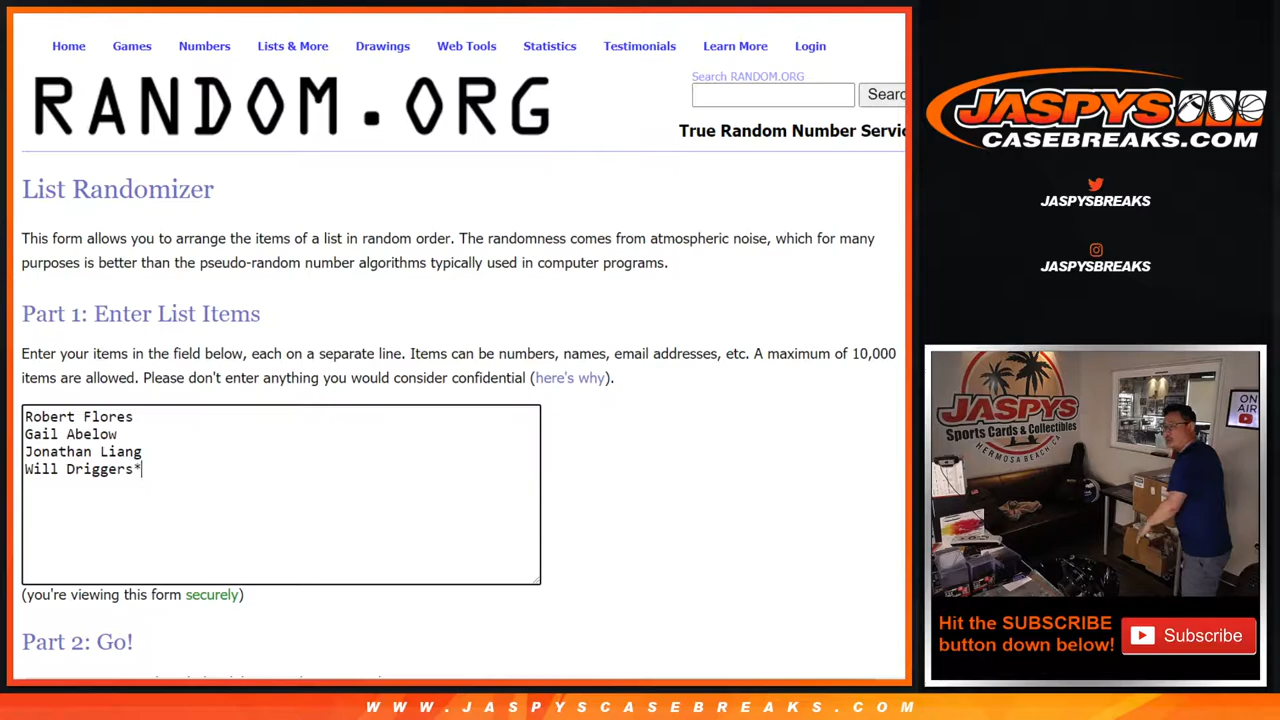 Home Games Numbers Lists & More Drawings Web Tools Statistics Testimonials Learn More Login
RANDOM.ORG
Search RANDOM.ORG
Searc
True Random Number Servic
List Randomizer
This form allows you to arrange the items of a list in random order. The randomness comes from atmospheric noise, which for many
purposes is better than the pseudo-random number algorithms typically used in computer programs.
Part 1: Enter List Items
Enter your items in the field below, each on a separate line. Items can be numbers, names, email addresses, etc. A maximum of 10,000
items are allowed. Please don't enter anything you would consider confidential (here's why).
Robert Flores
Gail Abelow
Jonathan Liang
Will Driggers*
(you're viewing this form securely)
Part 2: Go!
JASPYS
CASEBREAKS.COM
JASPYSBREAKS
JASPYSBREAKS
JASPYS
Sports Cards & Collectibles
HERMOSA BEACH CA
ON
AIR
Hit the SUBSCRIBE
button down below!
Subscribe
WWW.JASPYSCASEBREAKS.COM